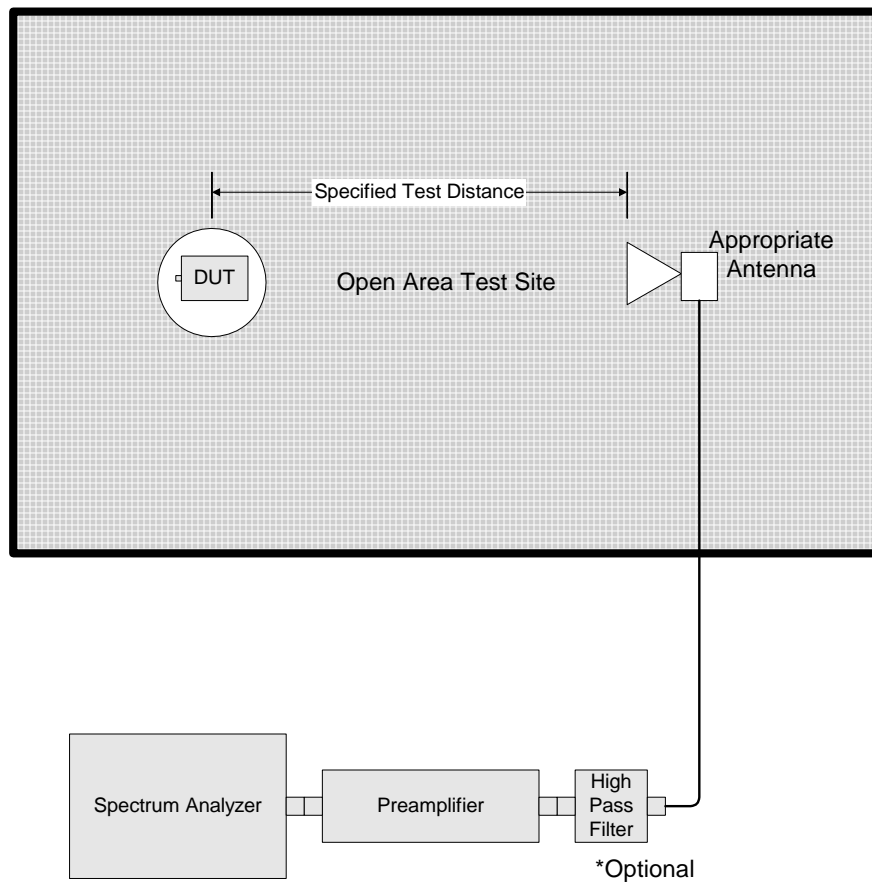 Specified Test Distance
DUT
Open Area Test Site
Appropriate
Antenna
Spectrum Analyzer
Preamplifier
High
Pass
Filter
*Optional